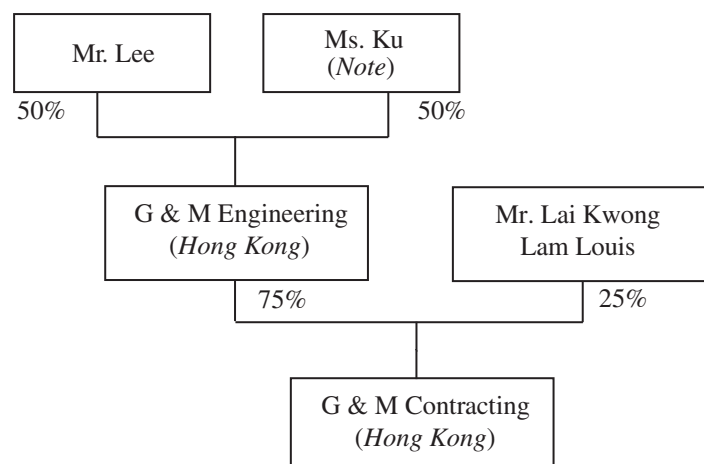 Mr. Lee
Ms. Ku
(Note)
50%
50%
G & M Engineering
(Hong Kong)
Mr. Lai Kwong
Lam Louis
75%
25%
G & M Contracting
(Hong Kong)